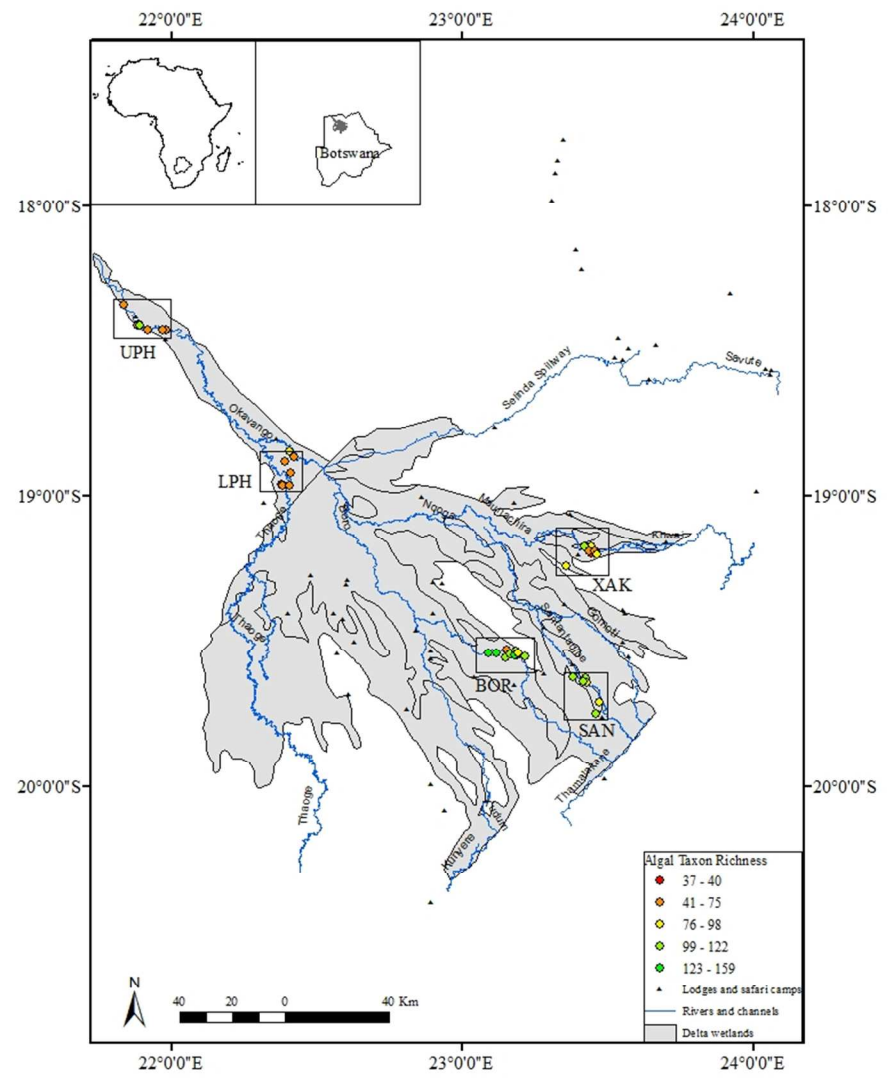 22°0'0"E 23°0'0"E 24°0'0"E
Botswana
18°0'0"S 18°0'0"S
UPH
Selinda Spillway
Savute
Okavango
LPH
19°0'0"S 19°0'0"S
Thaoge
Boro
Nqoga
Maunachira
Khwai
XAK
Thaoge
Santantadibe
Gomoti
BOR
SAN
20°0'0"S 20°0'0"S
Thaoge
Thamalakane
Xudum
Kunyere
Algal Taxon Richness
37 - 40
41 - 75
76 - 98
99 - 122
123 - 159
Lodges and safari camps
Rivers and channels
Delta wetlands
N
40 20 0 40 Km
22°0'0"E 23°0'0"E 24°0'0"E